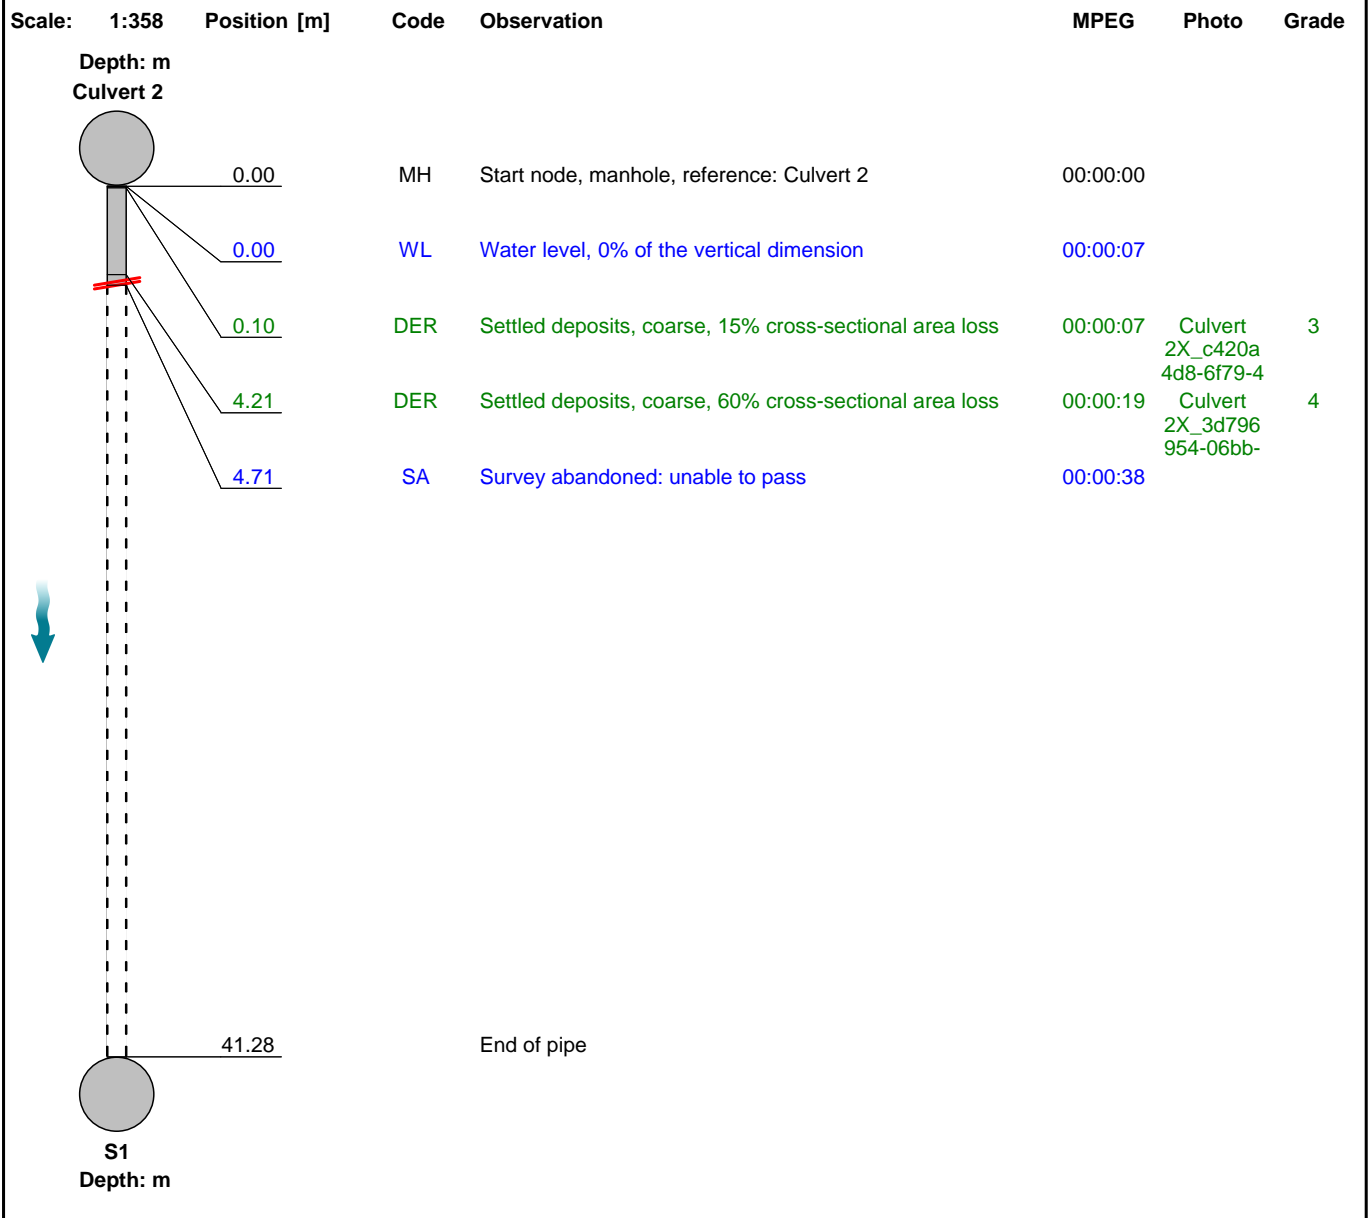 Scale: 1:358 Position [m] Code Observation MPEG Photo Grade
Depth: m
Culvert 2
0.00 MH Start node, manhole, reference: Culvert 2 00:00:00
0.00 WL Water level, 0% of the vertical dimension 00:00:07
0.10 DER Settled deposits, coarse, 15% cross-sectional area loss 00:00:07 Culvert 3
2X_c420a
4d8-6f79-4
4.21 DER Settled deposits, coarse, 60% cross-sectional area loss 00:00:19 Culvert 4
2X_3d796
954-06bb-
4.71 SA Survey abandoned: unable to pass 00:00:38
41.28 End of pipe
S1
Depth: m